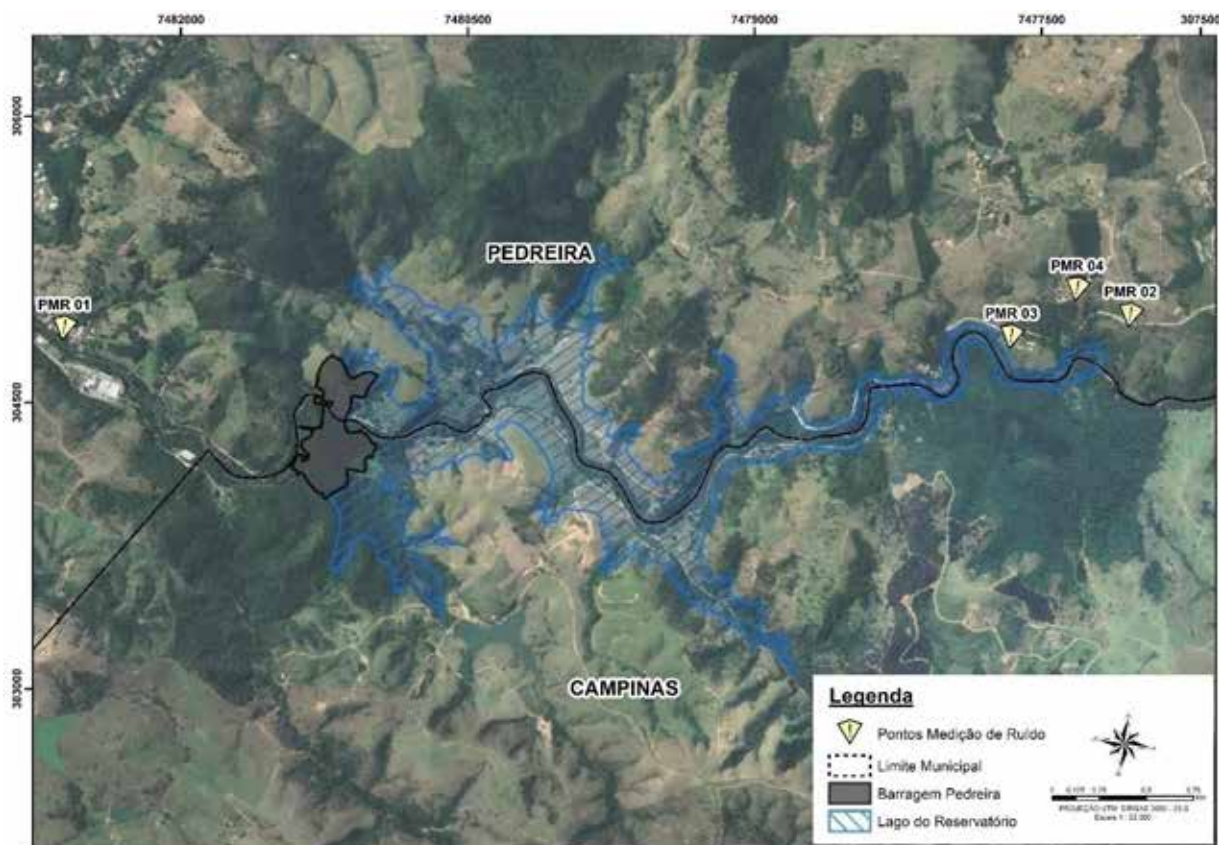 7482000 7480500 7479000 7477500 307500
306000
PEDREIRA
PMR 01
PMR 04
PMR 02
PMR 03
304500
CAMPINAS
303000
Legenda
Pontos Medição de Ruído
Limite Municipal
Barragem Pedreira
Lago do Reservatório
0